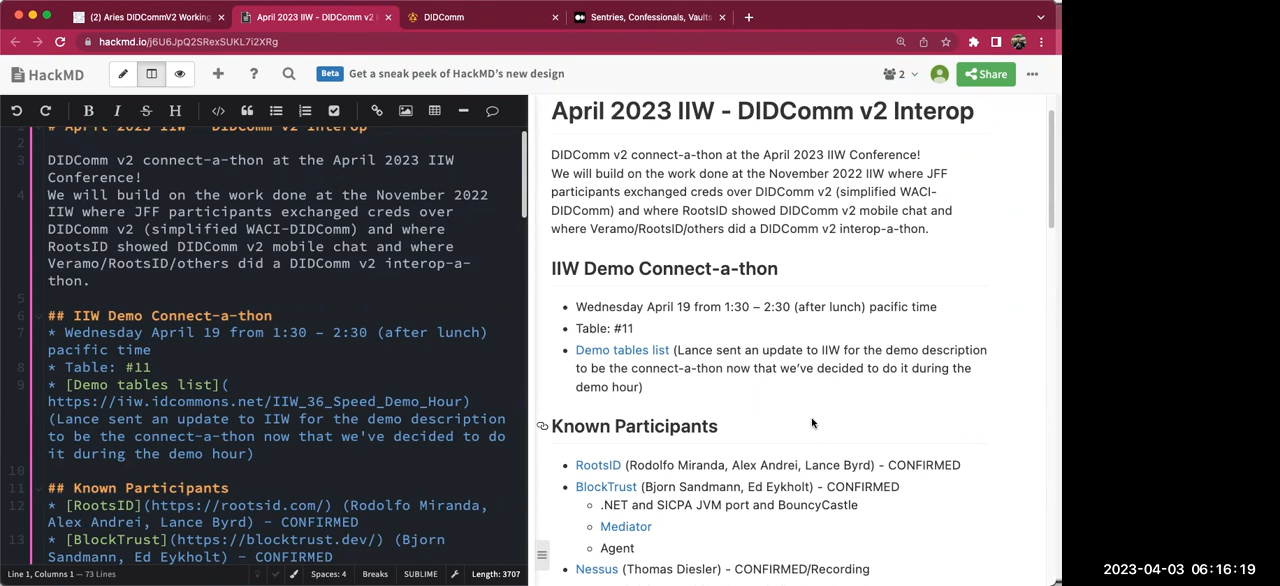 (2) Aries DIDCommV2 Working
April 2023 IIW - DIDComm v2 I
DIDComm
Sentries, Confessionals, Vaults
hackmd.io/j6U6JpQ2SRexSUKL7i2XRg
HackMD
Beta Get a sneak peek of HackMD's new design
2
Share
1 # April 2023 IIW - DIDComm v2 Interop
2
3 DIDComm v2 connect-a-thon at the April 2023 IIW
Conference!
4 We will build on the work done at the November 2022
IIW where JFF participants exchanged creds over
DIDComm v2 (simplified WACI-DIDComm) and where
RootsID showed DIDComm v2 mobile chat and where
Veramo/RootsID/others did a DIDComm v2 interop-a-
thon.
5
6 ## IIW Demo Connect-a-thon
7 * Wednesday April 19 from 1:30 – 2:30 (after lunch)
pacific time
8 * Table: #11
9 * [Demo tables list](
https://iiw.idcommons.net/IIW_36_Speed_Demo_Hour)
(Lance sent an update to IIW for the demo description
to be the connect-a-thon now that we've decided to do
it during the demo hour)
10
11 ## Known Participants
12 * [RootsID](https://rootsid.com/) (Rodolfo Miranda,
Alex Andrei, Lance Byrd) - CONFIRMED
13 * [BlockTrust](https://blocktrust.dev/) (Bjorn
Sandmann, Ed Eykholt) - CONFIRMED
Line 1, Columns 1 — 73 Lines
Spaces: 4
Breaks
SUBLIME
Length: 3707
April 2023 IIW - DIDComm v2 Interop
DIDComm v2 connect-a-thon at the April 2023 IIW Conference!
We will build on the work done at the November 2022 IIW where JFF
participants exchanged creds over DIDComm v2 (simplified WACI-
DIDComm) and where RootsID showed DIDComm v2 mobile chat and
where Veramo/RootsID/others did a DIDComm v2 interop-a-thon.
IIW Demo Connect-a-thon
Wednesday April 19 from 1:30 – 2:30 (after lunch) pacific time
Table: #11
Demo tables list (Lance sent an update to IIW for the demo description
to be the connect-a-thon now that we've decided to do it during the
demo hour)
Known Participants
RootsID (Rodolfo Miranda, Alex Andrei, Lance Byrd) - CONFIRMED
BlockTrust (Bjorn Sandmann, Ed Eykholt) - CONFIRMED
.NET and SICPA JVM port and BouncyCastle
Mediator
Agent
Nessus (Thomas Diesler) - CONFIRMED/Recording
2023-04-03 06:16:19